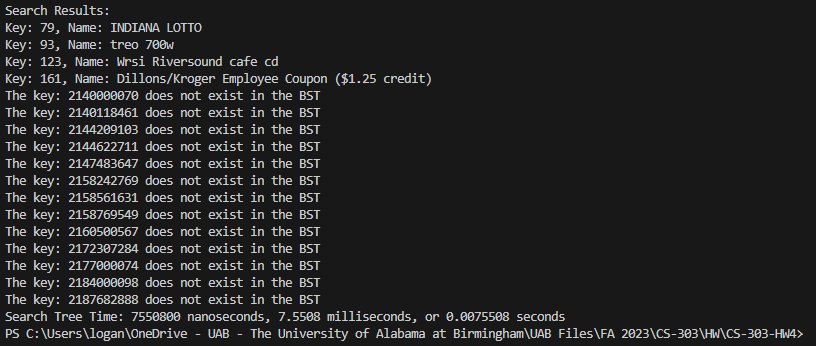 Search Results:
Key: 79, Name: INDIANA LOTTO
Key: 93, Name: treo 700w
Key: 123, Name: Wrsi Riversound cafe cd
Key: 161, Name: Dillons/Kroger Employee Coupon ($1.25 credit)
The key: 2140000070 does not exist in the BST
The key: 2140118461 does not exist in the BST
The key: 2144209103 does not exist in the BST
The key: 2144622711 does not exist in the BST
The key: 2147483647 does not exist in the BST
The key: 2158242769 does not exist in the BST
The key: 2158561631 does not exist in the BST
The key: 2158769549 does not exist in the BST
The key: 2160500567 does not exist in the BST
The key: 2172307284 does not exist in the BST
The key: 2177000074 does not exist in the BST
The key: 2184000098 does not exist in the BST
The key: 2187682888 does not exist in the BST
Search Tree Time: 7550800 nanoseconds, 7.5508 milliseconds, or 0.0075508 seconds
PS C:\Users\logan\OneDrive - UAB - The University of Alabama at Birmingham\UAB Files\FA 2023\CS-303\HW\CS-303-HW4>